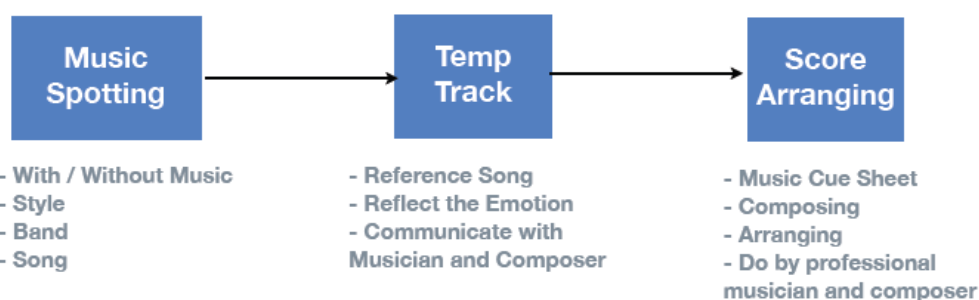 Music
Spotting
Temp
Track
Score
Arranging
- With / Without Music
- Style
- Band
- Song
- Reference Song
- Reflect the Emotion
- Communicate with
Musician and Composer
- Music Cue Sheet
- Composing
- Arranging
- Do by professional
musician and composer